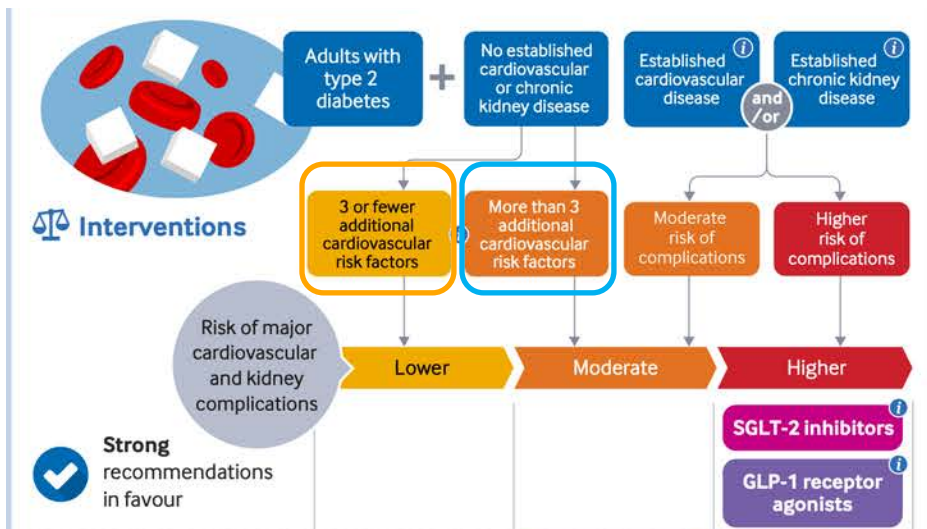 Adults with
type 2
diabetes
+
No established
cardiovascular
or chronic
kidney disease
Established
cardiovascular
disease
i
and
/or
Established
chronic kidney
disease
i
Interventions
3 or fewer
additional
cardiovascular
risk factors
More than 3
additional
cardiovascular
risk factors
Moderate
risk of
complications
Higher
risk of
complications
Risk of major
cardiovascular
and kidney
complications
Lower
Moderate
Higher
Strong
recommendations
in favour
SGLT-2 inhibitors
i
GLP-1 receptor
agonists
i